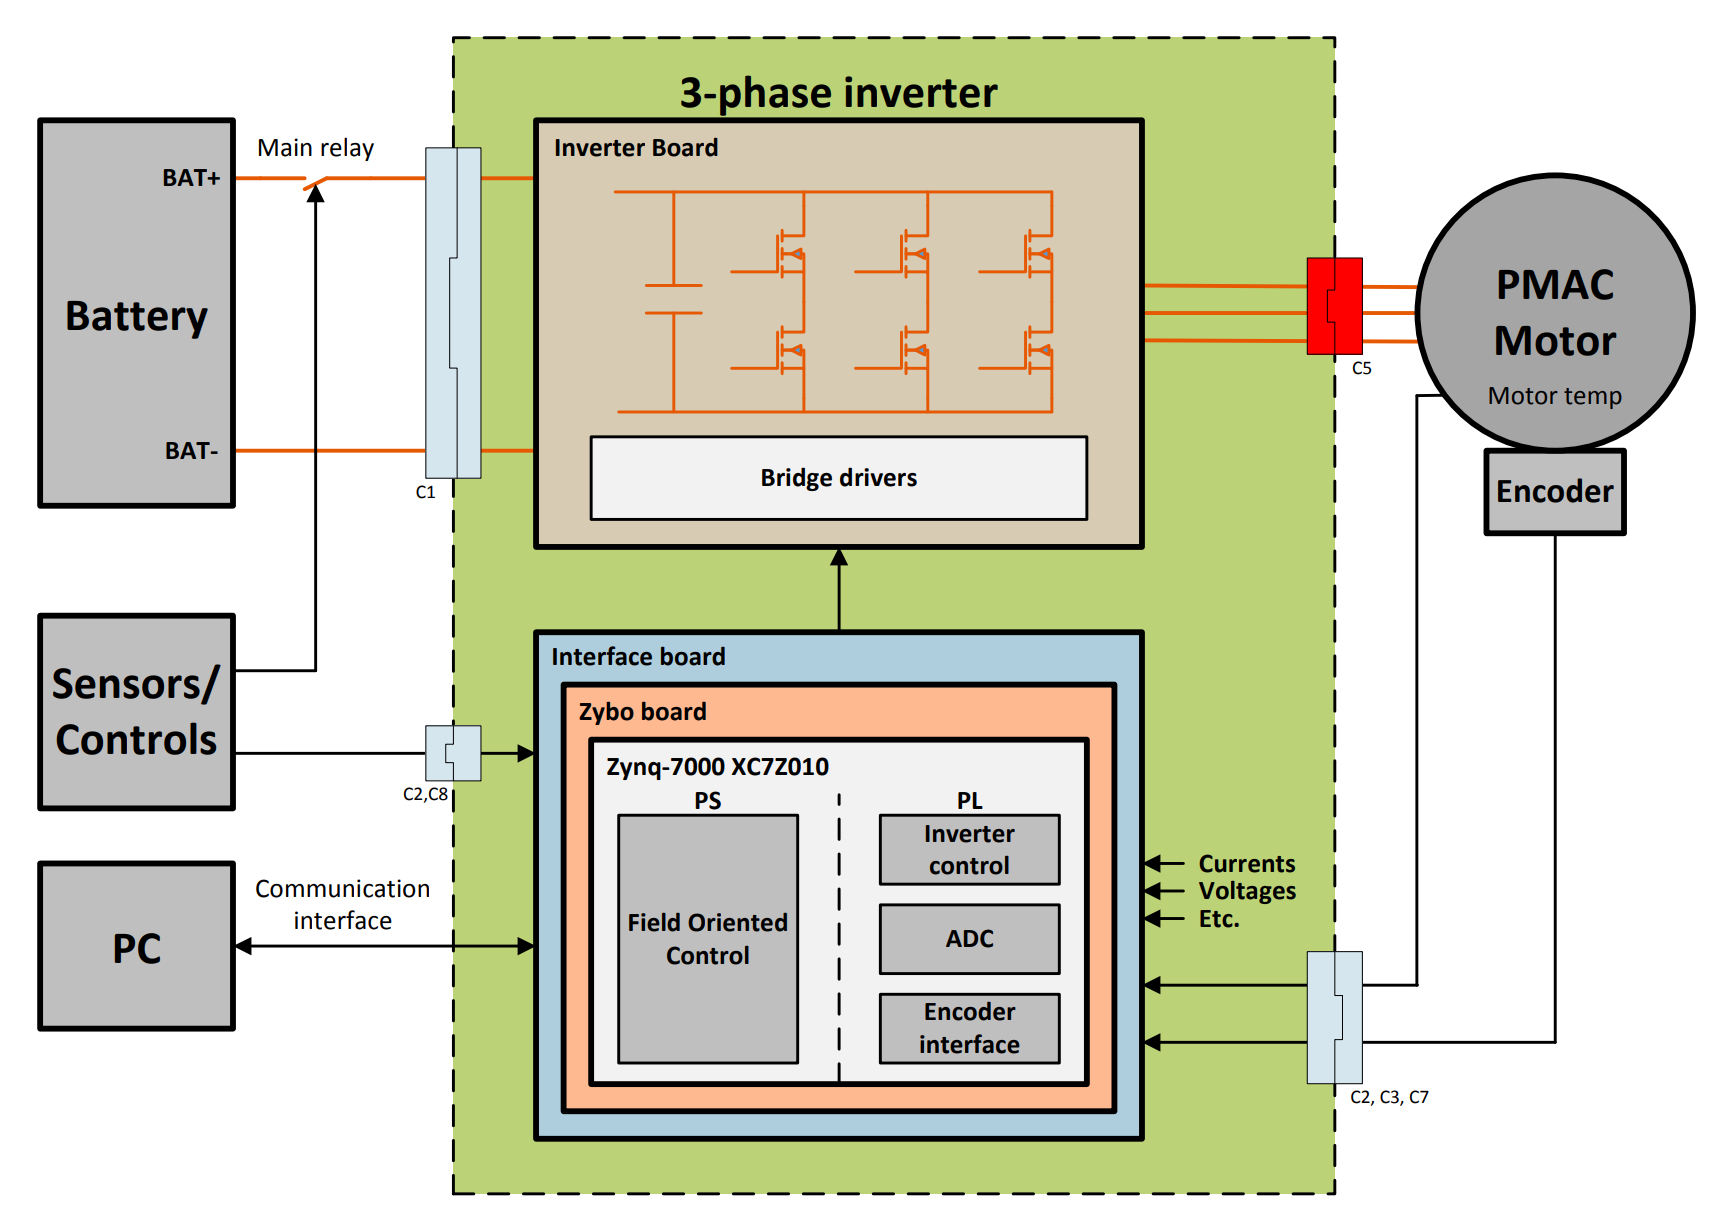 3-phase inverter
Inverter Board
Main relay
BAT+
Battery
BAT-
C1
Bridge drivers
PMAC
Motor
Motor temp
C5
Encoder
Sensors/
Controls
C2,C8
Interface board
Zybo board
Zynq-7000 XC7Z010
PS
PL
Field Oriented
Control
Inverter
control
ADC
Encoder
interface
PC
Communication
interface
Currents
Voltages
Etc.
C2, C3, C7